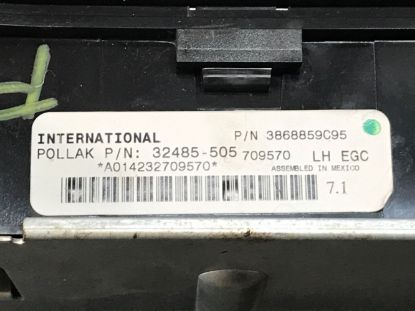 INTERNATIONAL P/N 3868859C95
POLLAK P/N: 32485-505 709570 LH EGC
*A014232709570* ASSEMBLED IN MEXICO
7.1